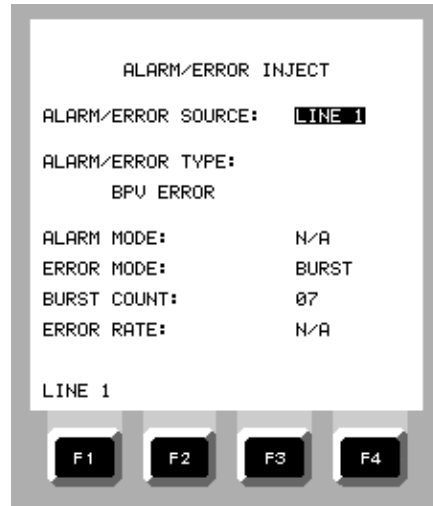 ALARM/ERROR INJECT
ALARM/ERROR SOURCE: LINE 1
ALARM/ERROR TYPE:
BPV ERROR
ALARM MODE: N/A
ERROR MODE: BURST
BURST COUNT: 07
ERROR RATE: N/A
LINE 1
F1 F2 F3 F4